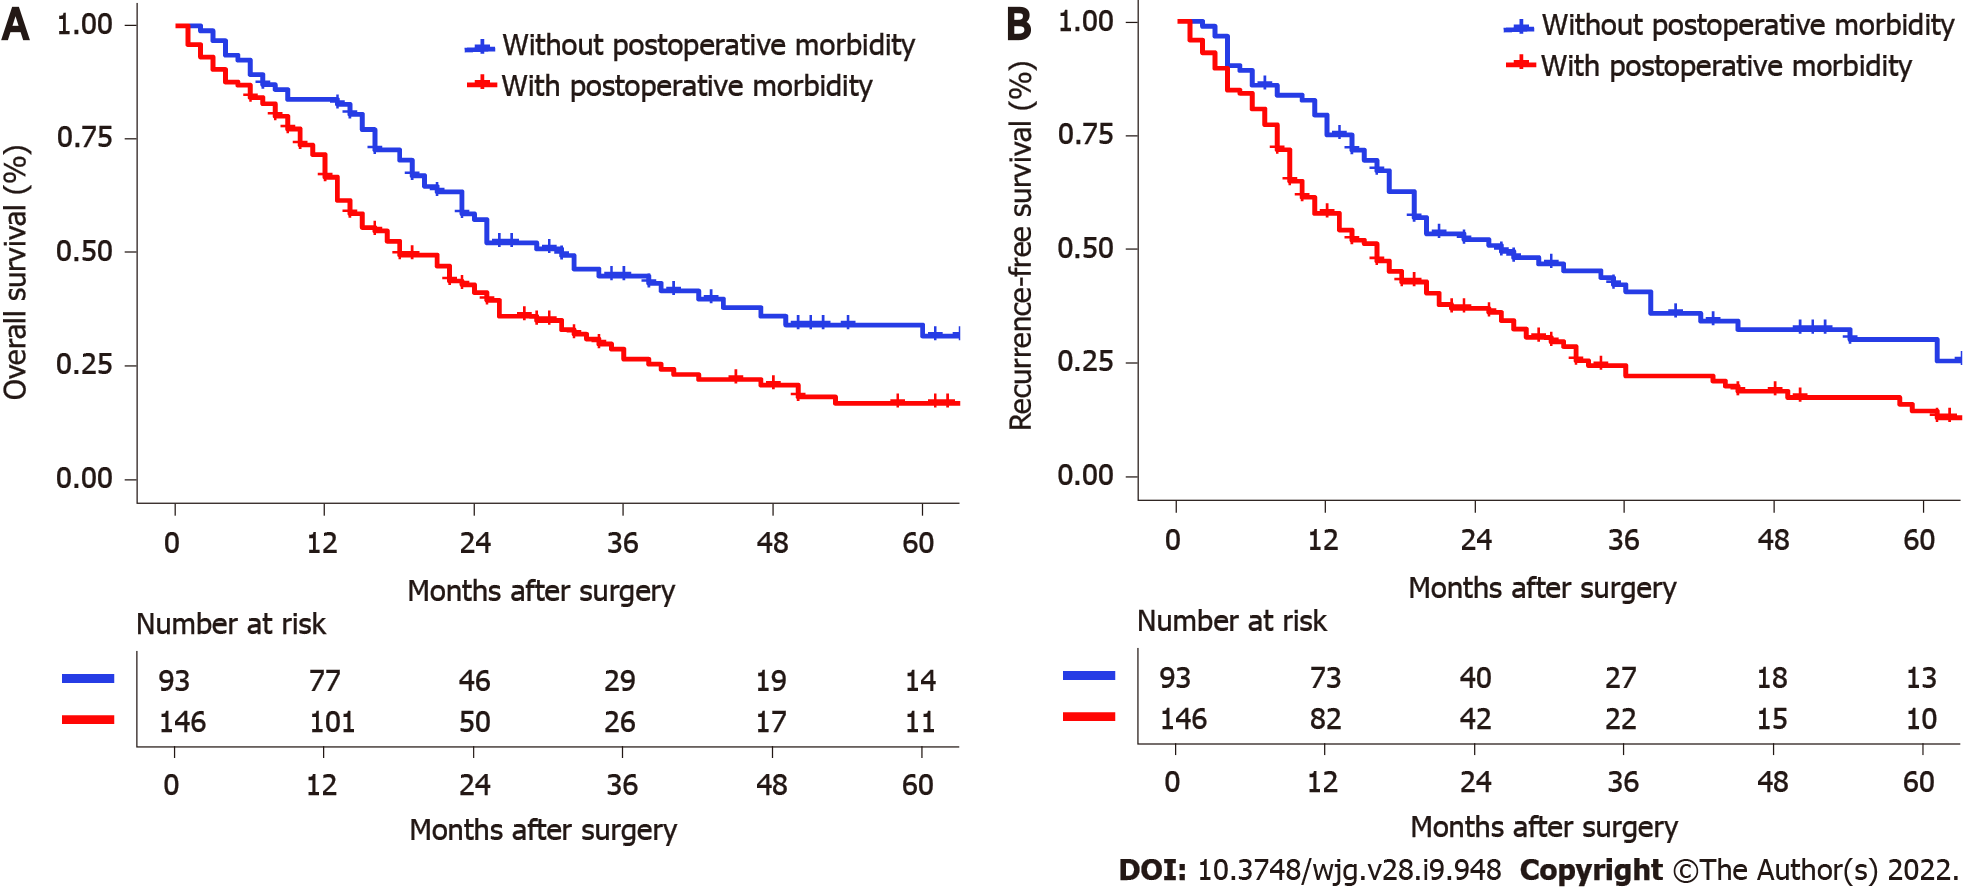 A
Overall survival (%)
1.00
0.75
0.50
0.25
0.00
Without postoperative morbidity
With postoperative morbidity
0 12 24 36 48 60
Months after surgery
Number at risk
93 77 46 29 19 14
146 101 50 26 17 11
0 12 24 36 48 60
Months after surgery
B
Recurrence-free survival (%)
1.00
0.75
0.50
0.25
0.00
Without postoperative morbidity
With postoperative morbidity
0 12 24 36 48 60
Months after surgery
Number at risk
93 73 40 27 18 13
146 82 42 22 15 10
0 12 24 36 48 60
Months after surgery
DOI: 10.3748/wjg.v28.i9.948 Copyright ©The Author(s) 2022.